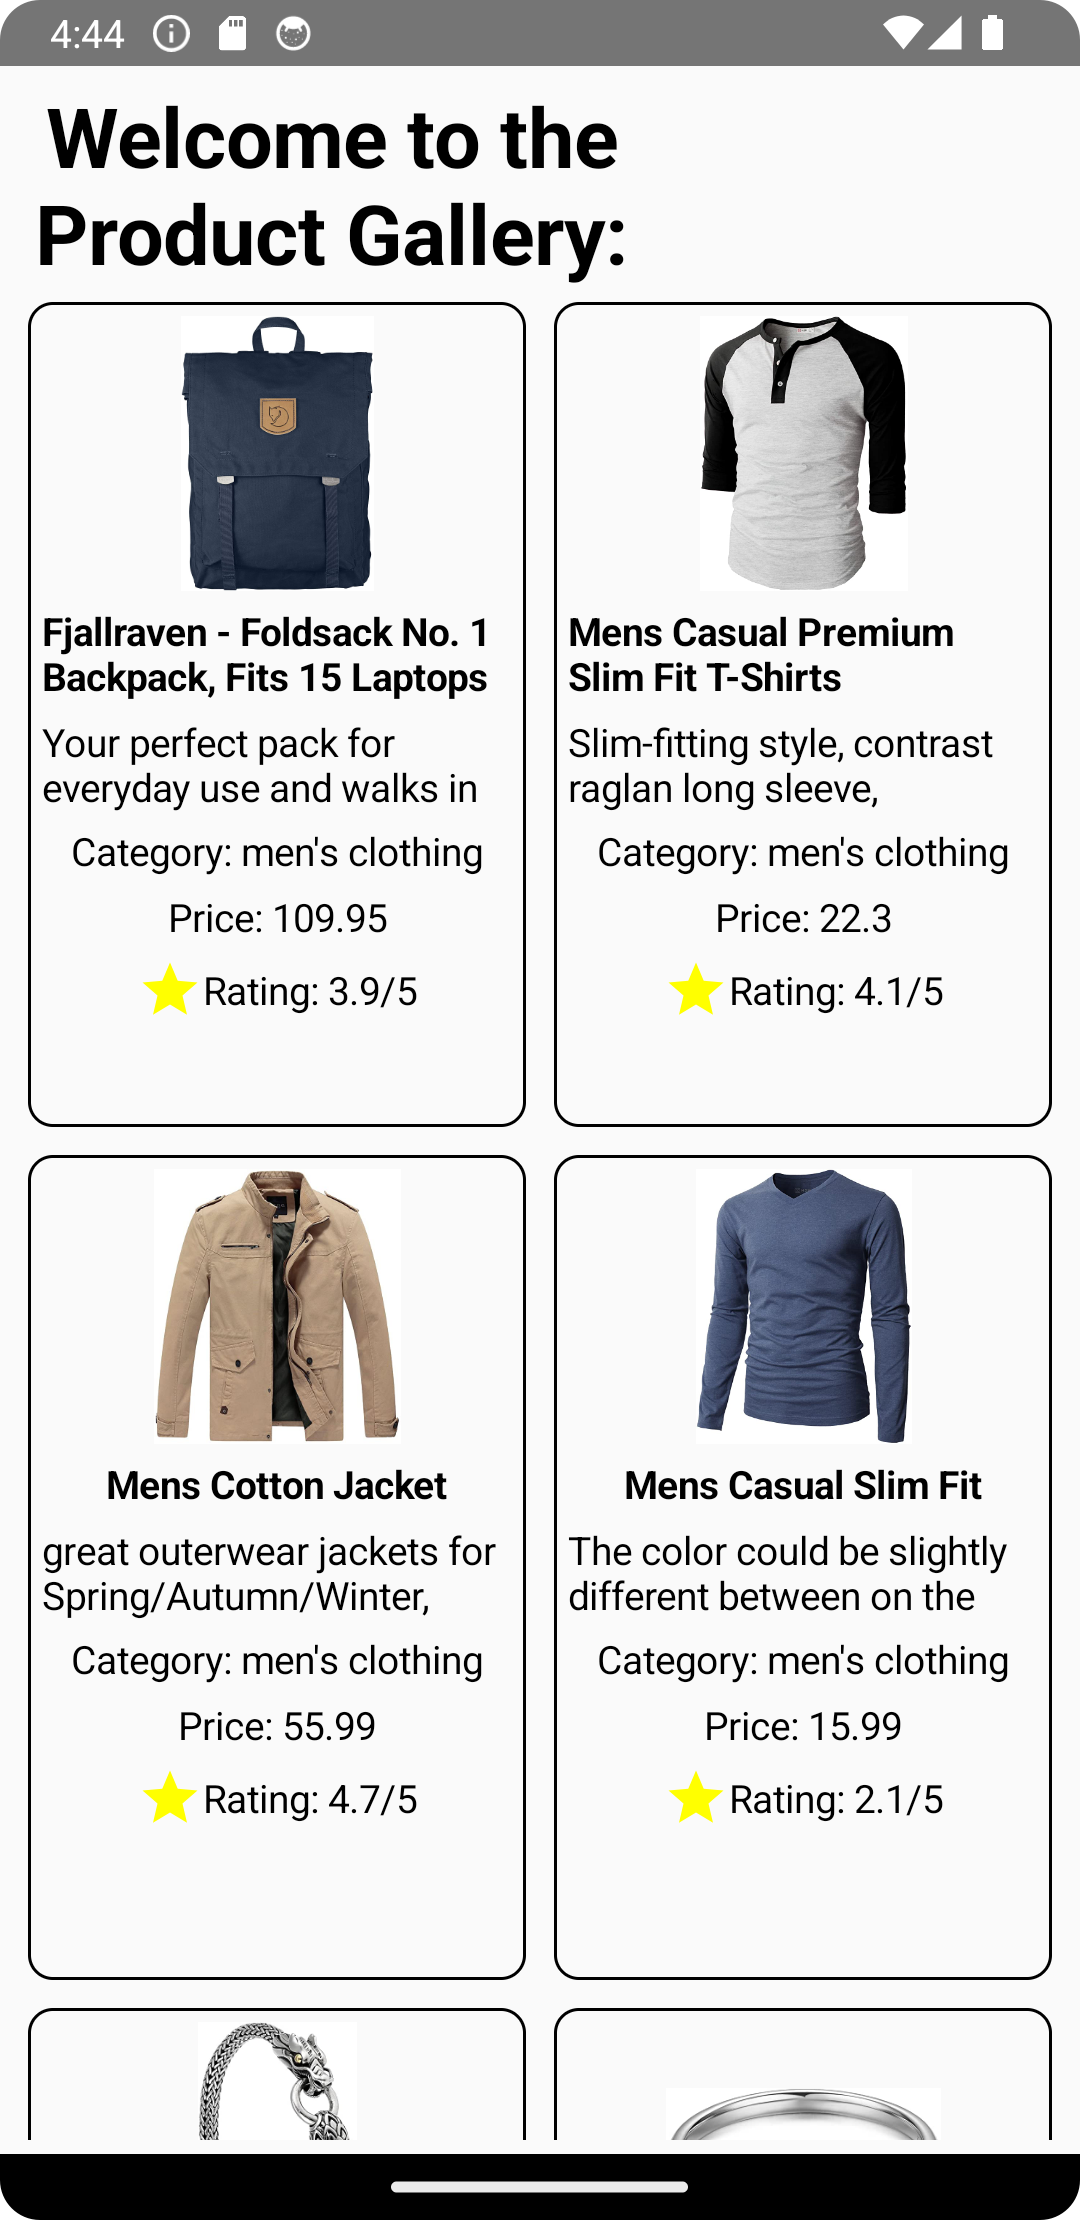 4:44
Welcome to the
Product Gallery:
Fjallraven - Foldsack No. 1
Backpack, Fits 15 Laptops
Your perfect pack for
everyday use and walks in
Category: men's clothing
Price: 109.95
Rating: 3.9/5
Mens Casual Premium
Slim Fit T-Shirts
Slim-fitting style, contrast
raglan long sleeve,
Category: men's clothing
Price: 22.3
Rating: 4.1/5
Mens Cotton Jacket
great outerwear jackets for
Spring/Autumn/Winter,
Category: men's clothing
Price: 55.99
Rating: 4.7/5
Mens Casual Slim Fit
The color could be slightly
different between on the
Category: men's clothing
Price: 15.99
Rating: 2.1/5